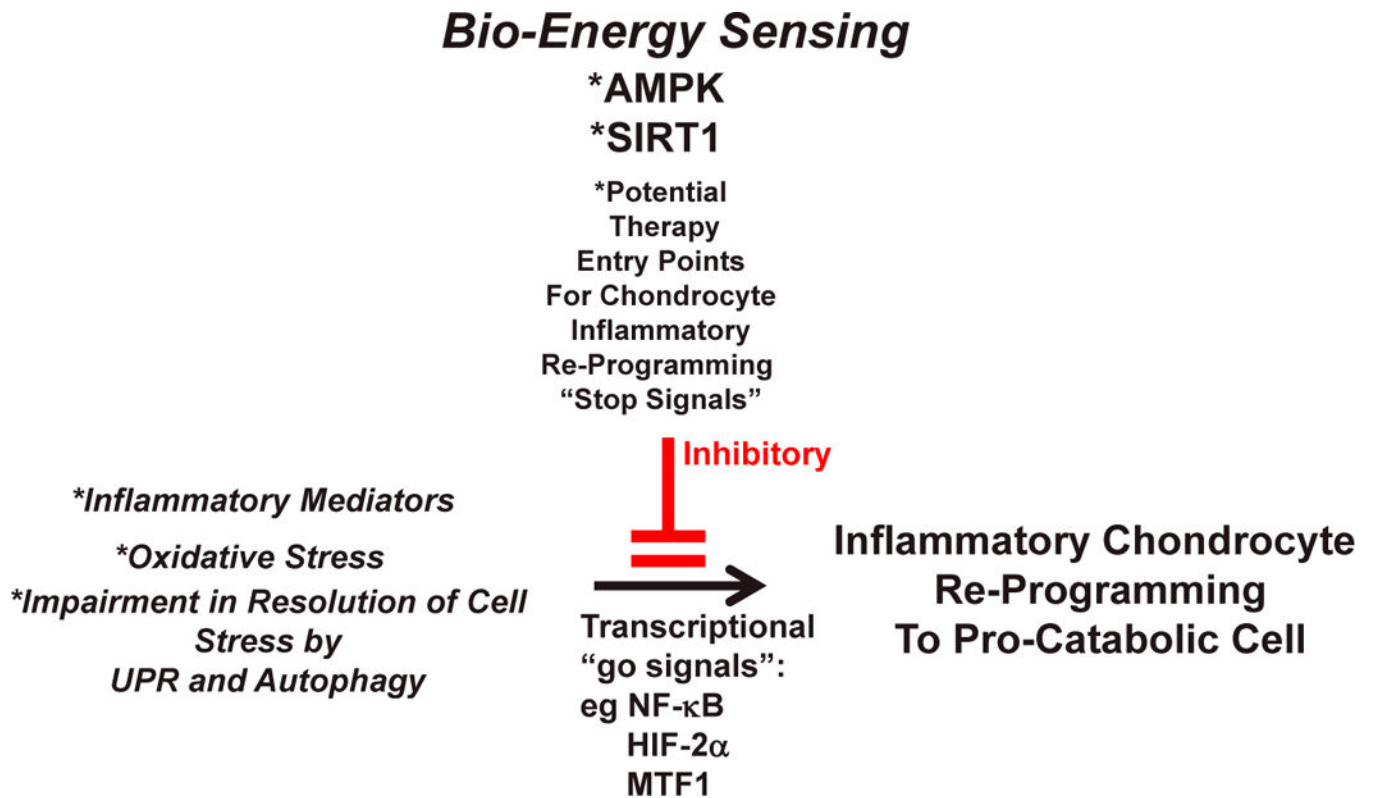 Bio-Energy Sensing
*AMPK
*SIRT1
*Potential
Therapy
Entry Points
For Chondrocyte
Inflammatory
Re-Programming
“Stop Signals”
Inhibitory
*Inflammatory Mediators
*Oxidative Stress
*Impairment in Resolution of Cell
Stress by
UPR and Autophagy
Transcriptional
“go signals”:
eg NF-κB
HIF-2α
MTF1
Inflammatory Chondrocyte
Re-Programming
To Pro-Catabolic Cell